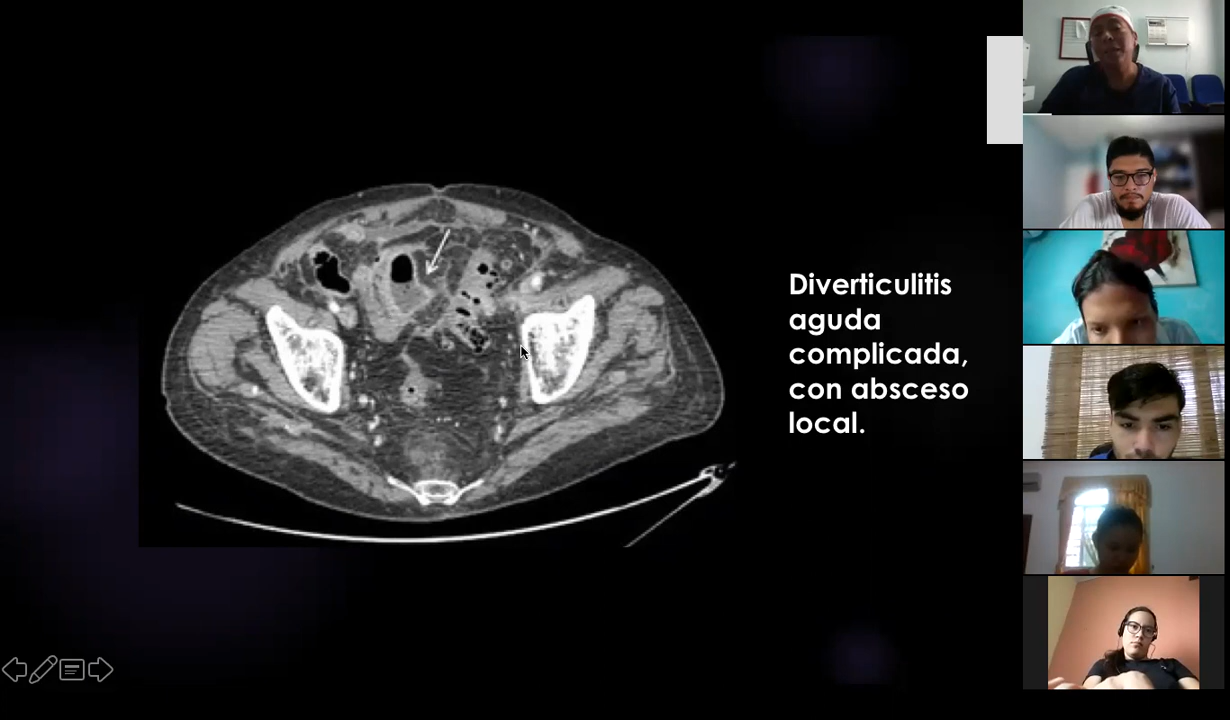 Diverticulitis
aguda
complicada,
con absceso
local.